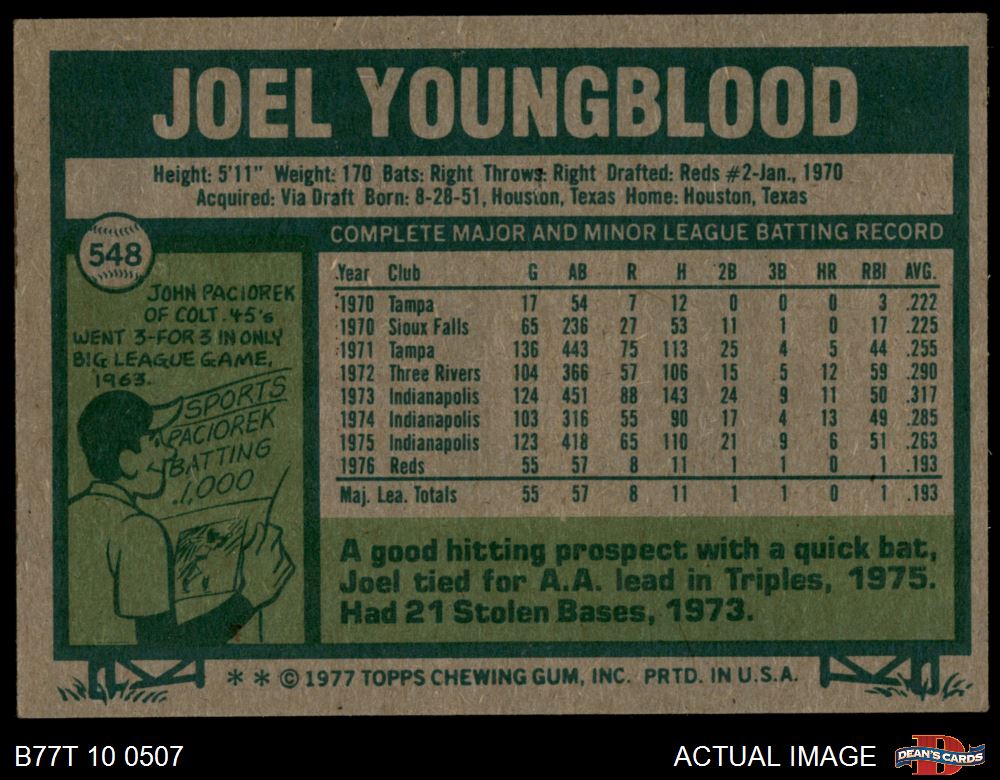 JOEL YOUNGBLOOD
Height: 5'11" Weight: 170 Bats: Right Throws: Right Drafted: Reds #2-Jan., 1970
Acquired: Via Draft Born: 8-28-51, Houston, Texas Home: Houston, Texas
548
JOHN PACIOREK
OF COLT .45's
WENT 3-FOR 3 IN ONLY
BIG LEAGUE GAME,
1963.
SPORTS
PACIOREK
BATTING
1,000
COMPLETE MAJOR AND MINOR LEAGUE BATTING RECORD
Year Club G AB R H 2B 3B HR RBI AVG.
1970 Tampa 17 54 7 12 0 0 0 3 .222
1970 Sioux Falls 65 236 27 53 11 1 0 17 .225
1971 Tampa 136 443 75 113 25 4 5 44 .255
1972 Three Rivers 104 366 57 106 15 5 12 59 .290
1973 Indianapolis 124 451 88 143 24 9 11 50 .317
1974 Indianapolis 103 316 55 90 17 4 13 49 .285
1975 Indianapolis 123 418 65 110 21 9 6 51 .263
1976 Reds 55 57 8 11 1 1 0 1 .193
Maj. Lea. Totals 55 57 8 11 1 1 0 1 .193
A good hitting prospect with a quick bat,
Joel tied for A.A. lead in Triples, 1975.
Had 21 Stolen Bases, 1973.
* * © 1977 TOPPS CHEWING GUM, INC. PRTD. IN U.S.A.
B77T 10 0507
ACTUAL IMAGE
DEAN'S CARDS